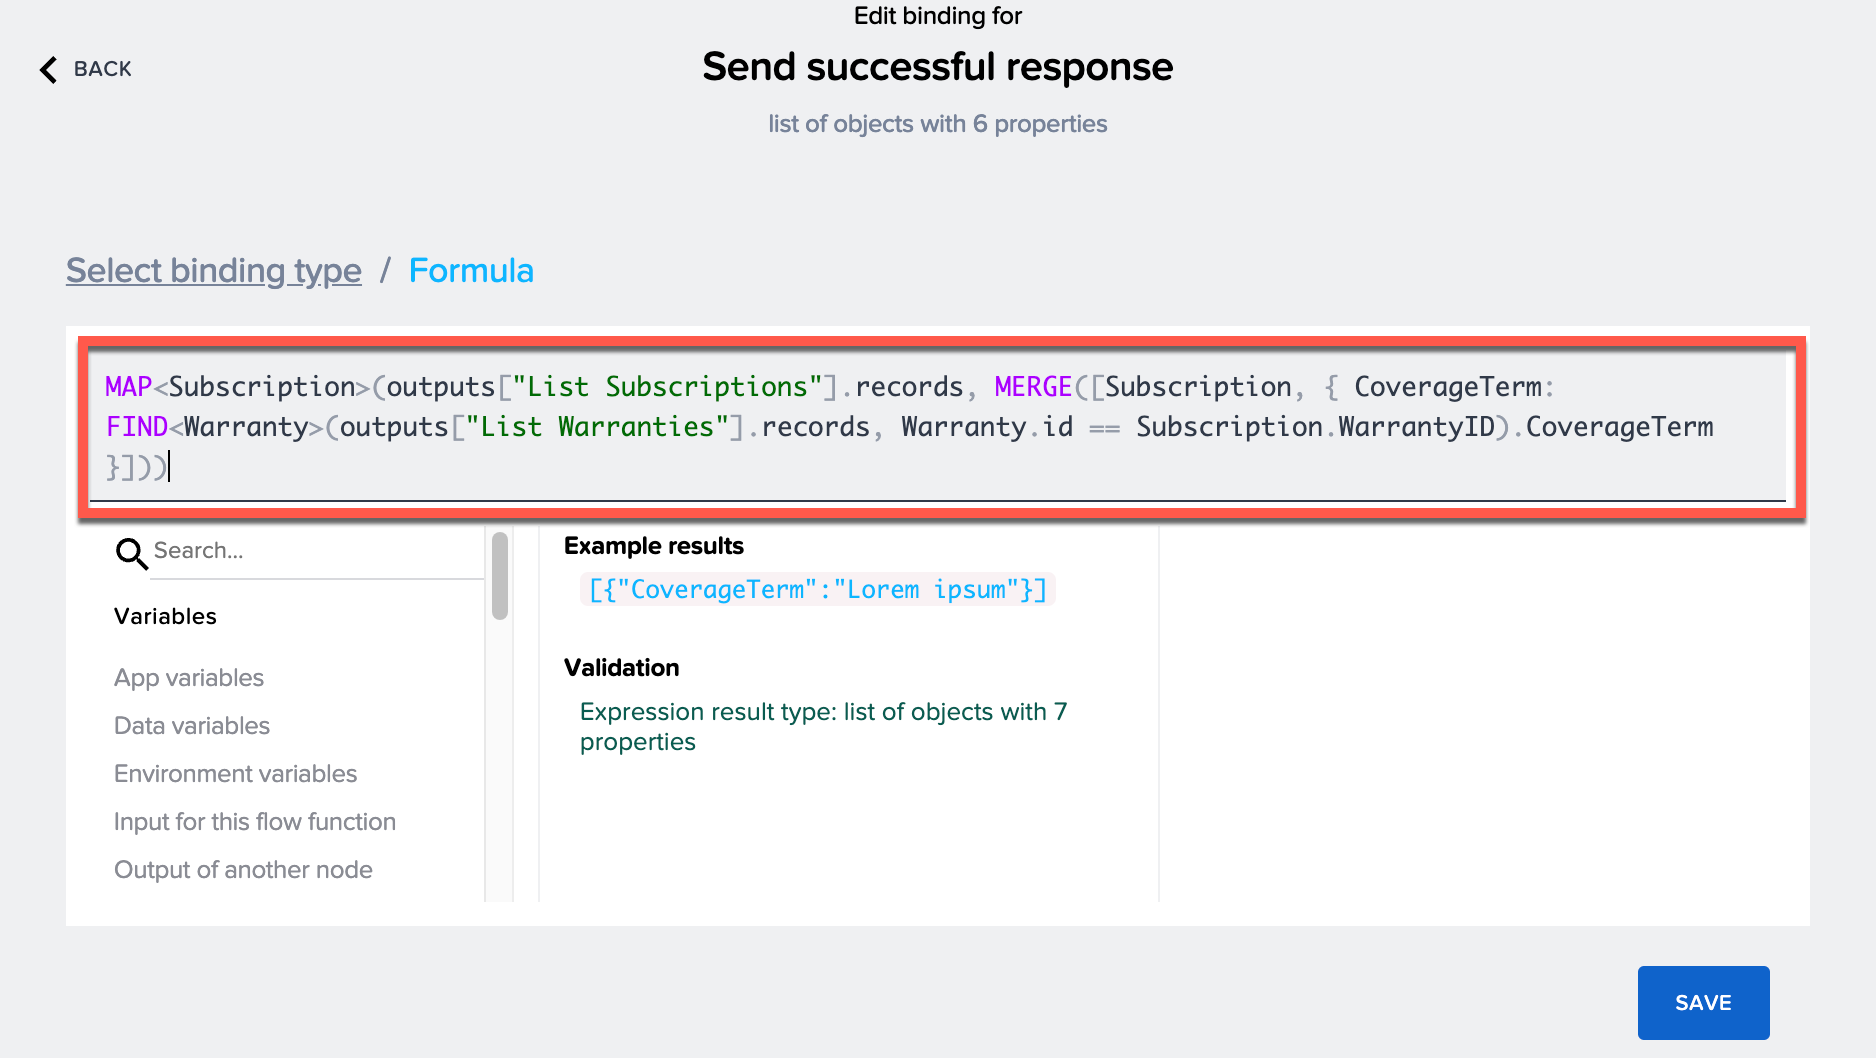 Edit binding for
BACK
Send successful response
list of objects with 6 properties
Select binding type / Formula
MAP<Subscription>(outputs["List Subscriptions"].records, MERGE([Subscription, { CoverageTerm:
FIND<Warranty>(outputs["List Warranties"].records, Warranty.id == Subscription.WarrantyID).CoverageTerm
}]))
Search...
Variables
App variables
Data variables
Environment variables
Input for this flow function
Output of another node
Example results
[{"CoverageTerm":"Lorem ipsum"}]
Validation
Expression result type: list of objects with 7
properties
SAVE